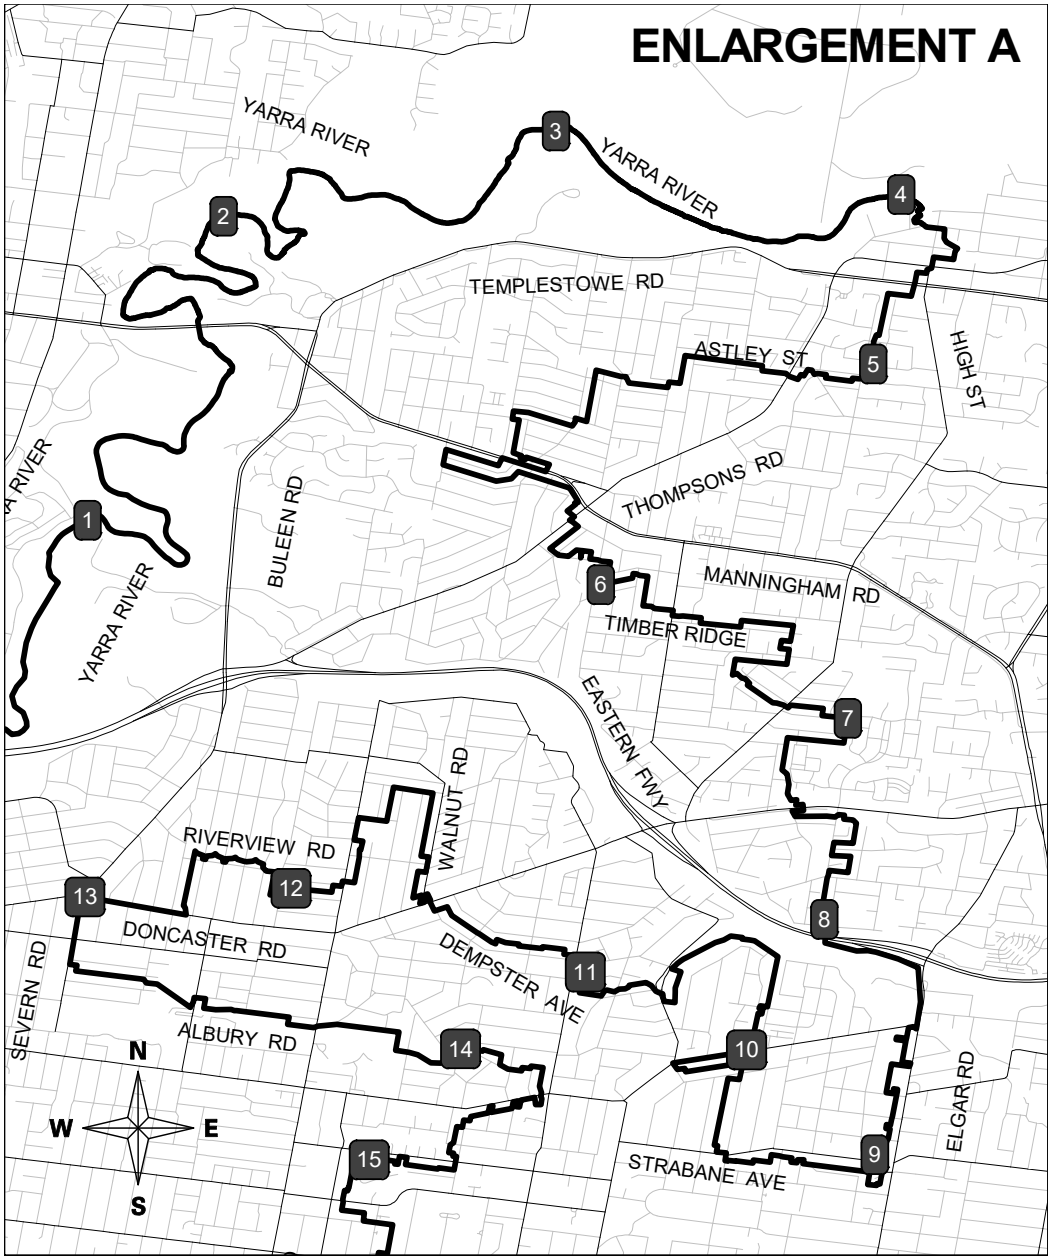 ENLARGEMENT A
YARRA RIVER
3
YARRA RIVER
4
2
TEMPLESTOWE RD
ASTLEY ST
5
HIGH ST
THOMPSONS RD
RIVER
1
BULEEN RD
6
MANNINGHAM RD
YARRA RIVER
TIMBER RIDGE
EASTERN FWY
7
WALNUT RD
RIVERVIEW RD
12
13
8
DONCASTER RD
DEMPSTER AVE
11
SEVERN RD
ALBURY RD
14
10
N
W E
S
ELGAR RD
9
15
STRABANE AVE